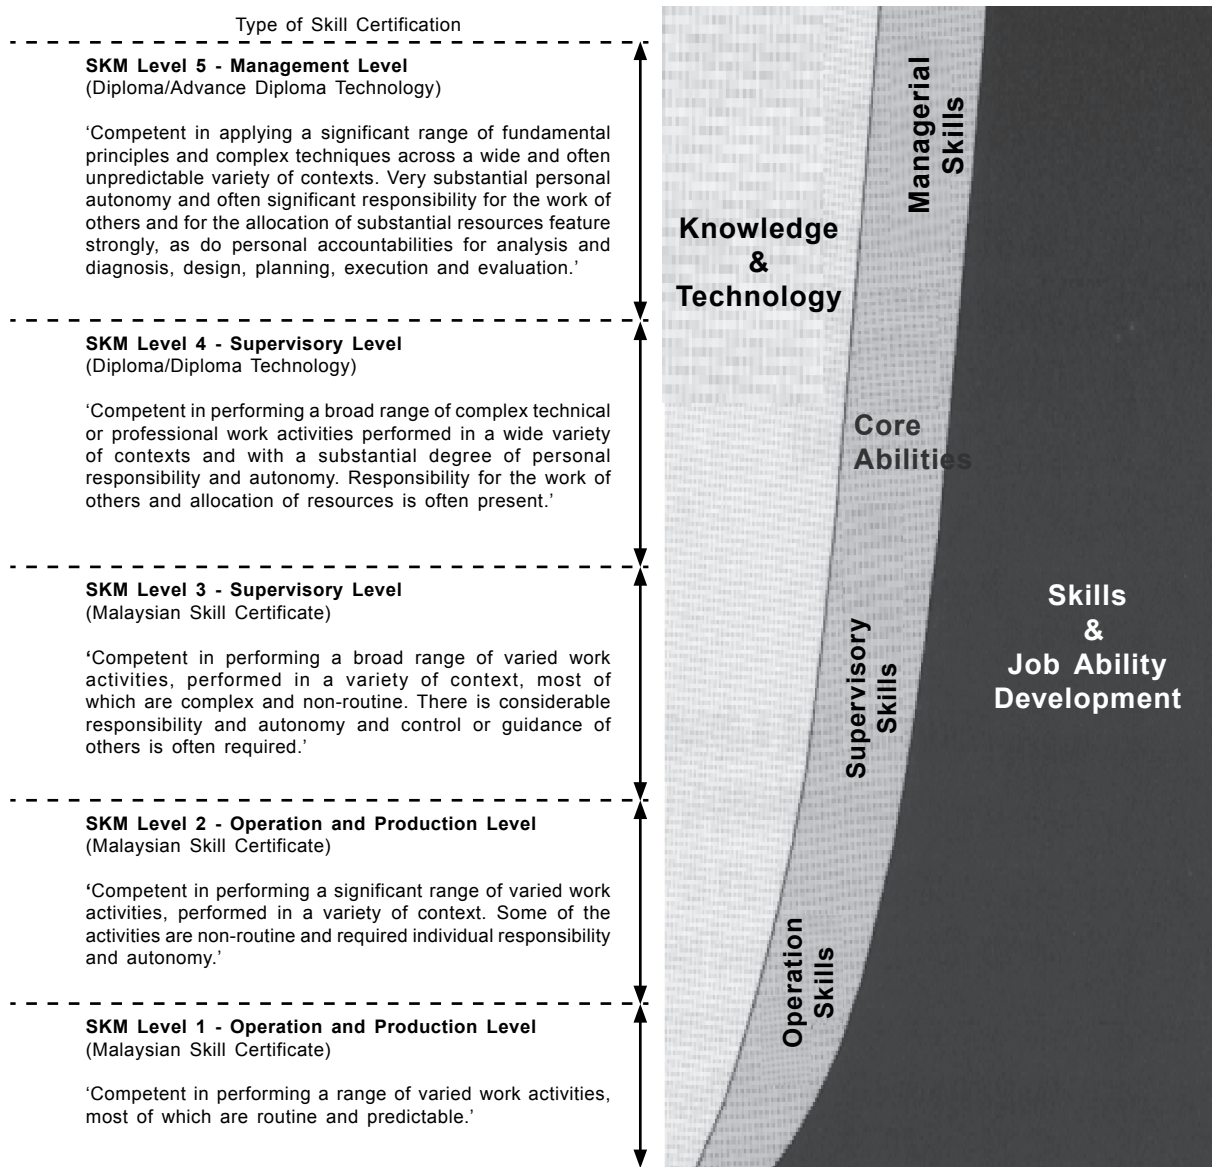 Type of Skill Certification
SKM Level 5 - Management Level
(Diploma/Advance Diploma Technology)
‘Competent in applying a significant range of fundamental
principles and complex techniques across a wide and often
unpredictable variety of contexts. Very substantial personal
autonomy and often significant responsibility for the work of
others and for the allocation of substantial resources feature
strongly, as do personal accountabilities for analysis and
diagnosis, design, planning, execution and evaluation.’
SKM Level 4 - Supervisory Level
(Diploma/Diploma Technology)
‘Competent in performing a broad range of complex technical
or professional work activities performed in a wide variety
of contexts and with a substantial degree of personal
responsibility and autonomy. Responsibility for the work of
others and allocation of resources is often present.’
SKM Level 3 - Supervisory Level
(Malaysian Skill Certificate)
‘Competent in performing a broad range of varied work
activities, performed in a variety of context, most of
which are complex and non-routine. There is considerable
responsibility and autonomy and control or guidance of
others is often required.’
SKM Level 2 - Operation and Production Level
(Malaysian Skill Certificate)
‘Competent in performing a significant range of varied work
activities, performed in a variety of context. Some of the
activities are non-routine and required individual responsibility
and autonomy.’
SKM Level 1 - Operation and Production Level
(Malaysian Skill Certificate)
‘Competent in performing a range of varied work activities,
most of which are routine and predictable.’
Knowledge
&
Technology
Managerial
Skills
Core
Abilities
Supervisory
Skills
Operation
Skills
Skills
&
Job Ability
Development